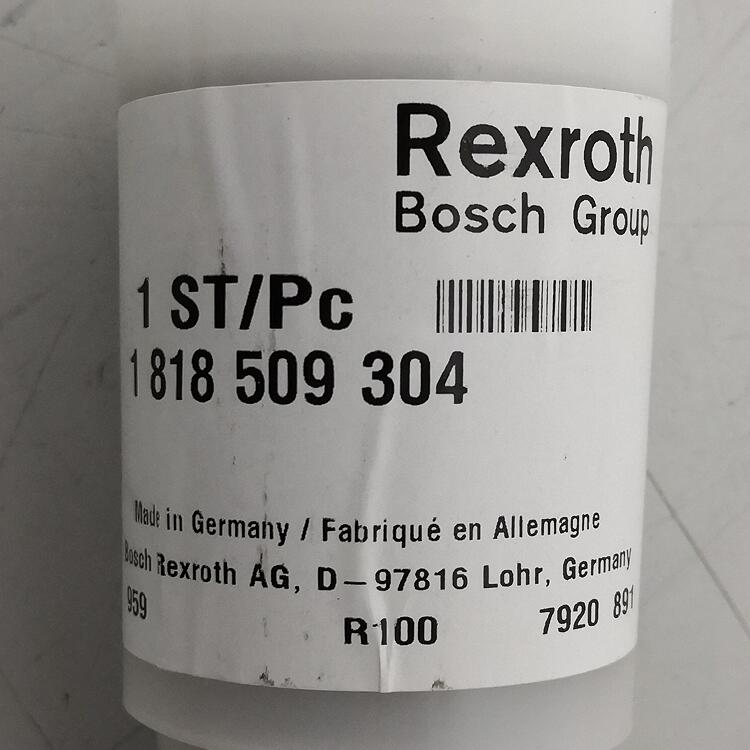 Rexroth
Bosch Group
1 ST/Pc
1 818 509 304
Made in Germany / Fabriqué en Allemagne
Bosch Rexroth AG, D-97816 Lohr, Germany
959 R100 7920 891